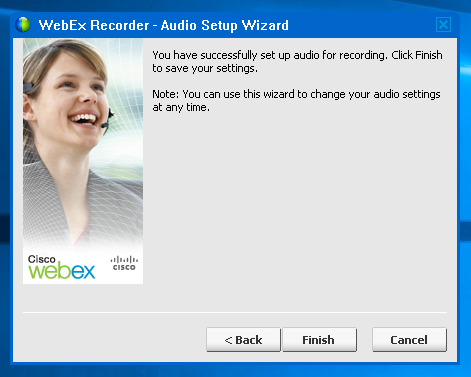 WebEx Recorder - Audio Setup Wizard
You have successfully set up audio for recording. Click Finish
to save your settings.
Note: You can use this wizard to change your audio settings
at any time.
Cisco
webex
cisco
< Back
Finish
Cancel